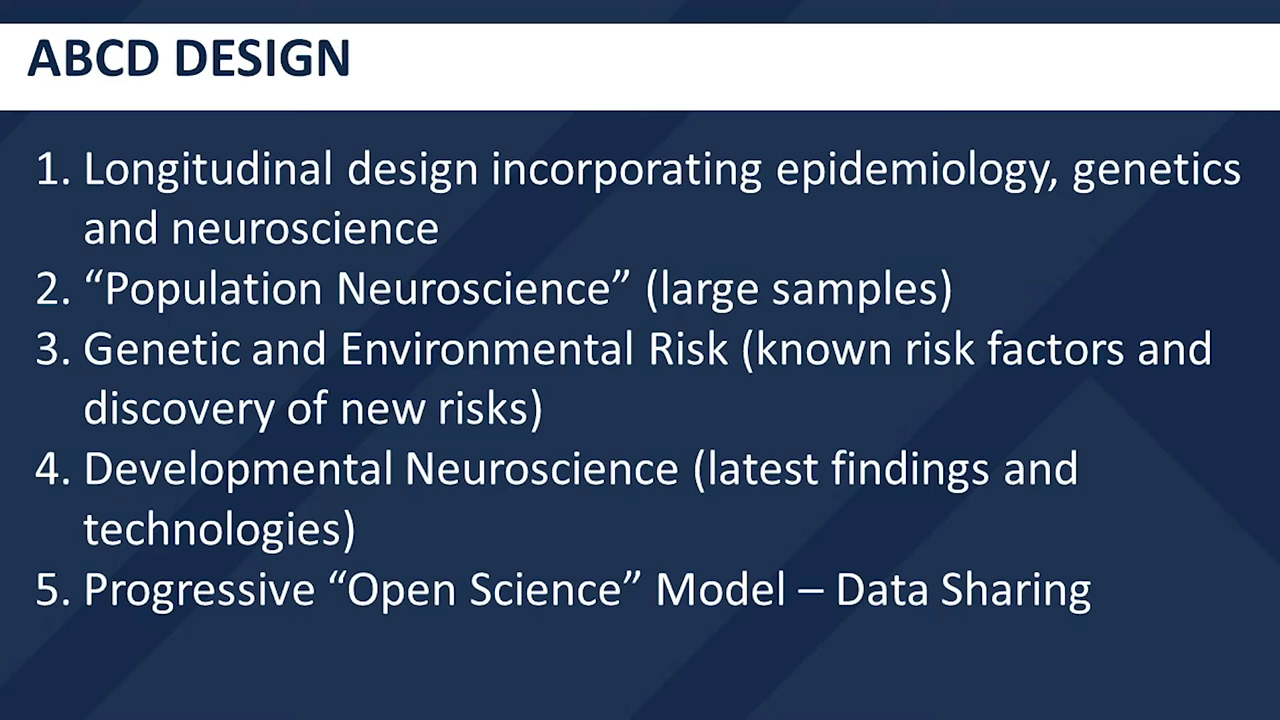 ABCD DESIGN
1. Longitudinal design incorporating epidemiology, genetics
and neuroscience
2. “Population Neuroscience” (large samples)
3. Genetic and Environmental Risk (known risk factors and
discovery of new risks)
4. Developmental Neuroscience (latest findings and
technologies)
5. Progressive “Open Science” Model – Data Sharing